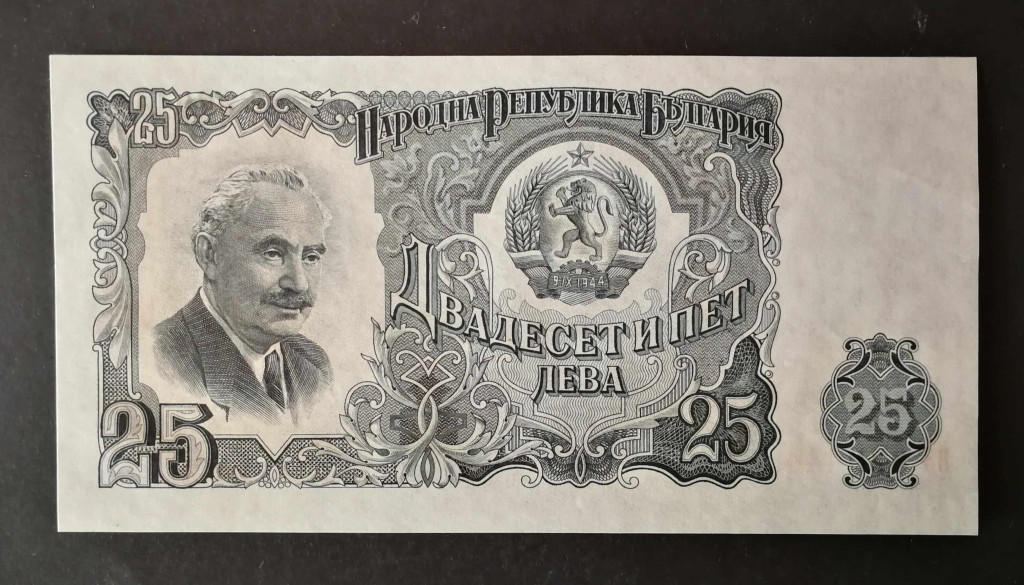 25
НАРОДНА РЕПУБЛИКА БЪЛГАРИЯ
9·IX·1944
ДВАДЕСЕТ И ПЕТ
ЛЕВА
25
25
25